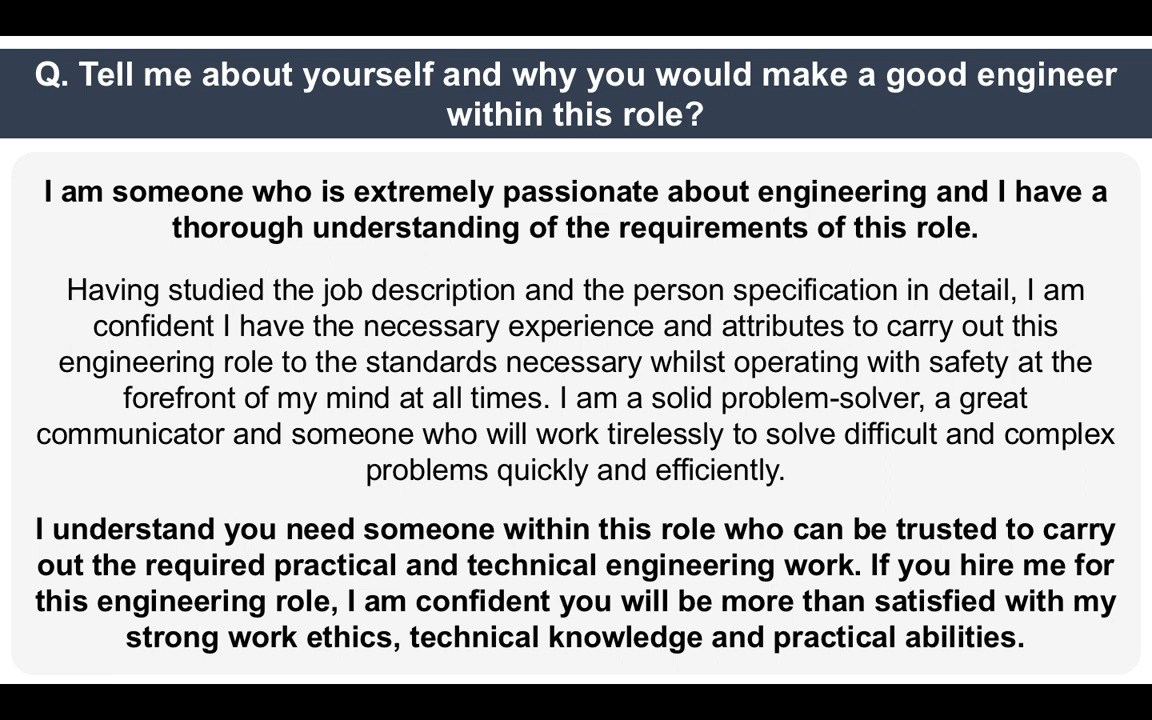 Q. Tell me about yourself and why you would make a good engineer
within this role?
I am someone who is extremely passionate about engineering and I have a
thorough understanding of the requirements of this role.
Having studied the job description and the person specification in detail, I am
confident I have the necessary experience and attributes to carry out this
engineering role to the standards necessary whilst operating with safety at the
forefront of my mind at all times. I am a solid problem-solver, a great
communicator and someone who will work tirelessly to solve difficult and complex
problems quickly and efficiently.
I understand you need someone within this role who can be trusted to carry
out the required practical and technical engineering work. If you hire me for
this engineering role, I am confident you will be more than satisfied with my
strong work ethics, technical knowledge and practical abilities.